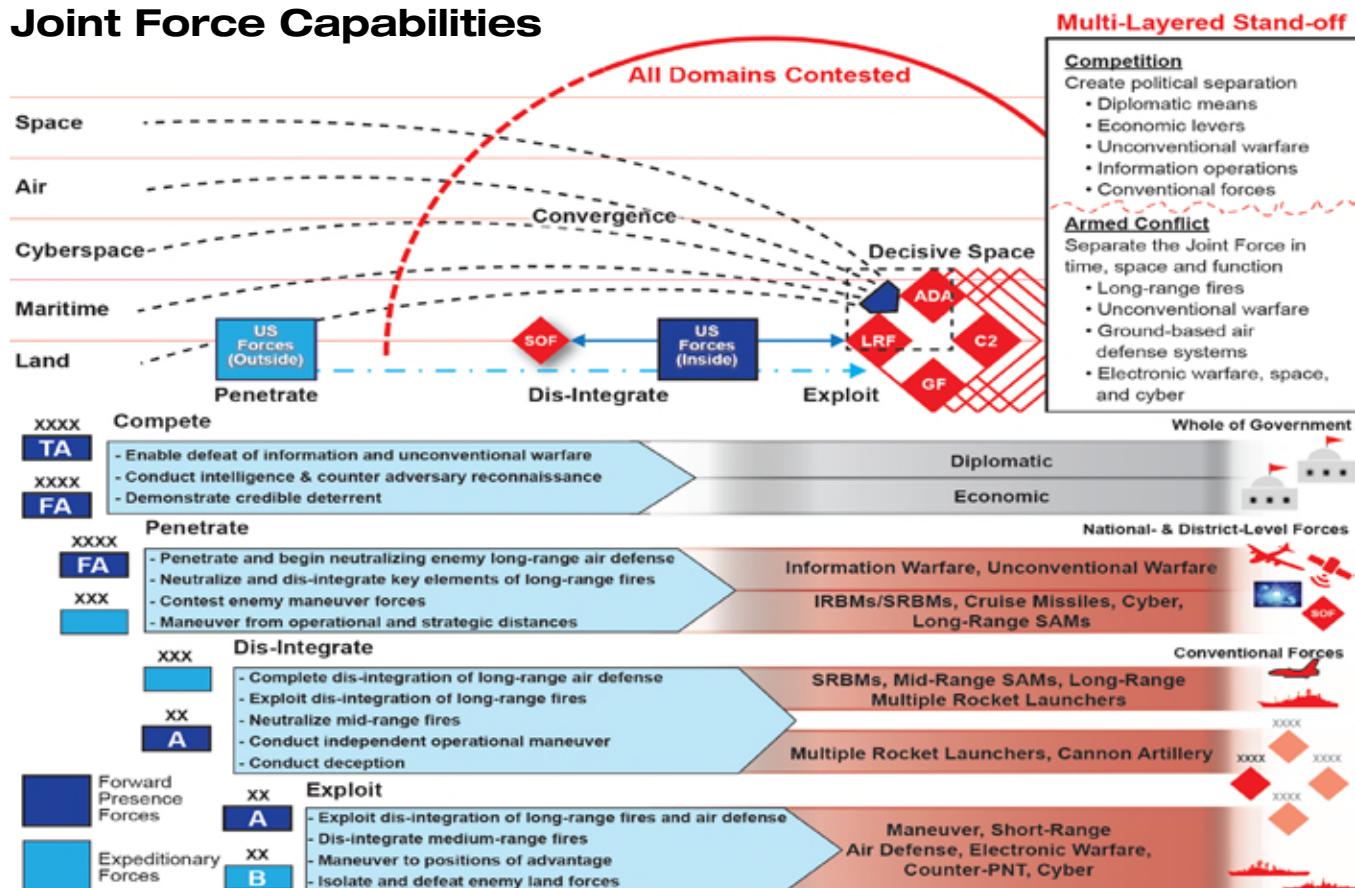 Joint Force Capabilities
Multi-Layered Stand-off
All Domains Contested
Space
Air
Cyberspace
Maritime
Land
Convergence
Decisive Space
US
Forces
(Outside)
SOF
US
Forces
(Inside)
ADA
LRF
C2
GF
Penetrate
Dis-Integrate
Exploit
Competition
Create political separation
• Diplomatic means
• Economic levers
• Unconventional warfare
• Information operations
• Conventional forces
Armed Conflict
Separate the Joint Force in
time, space and function
• Long-range fires
• Unconventional warfare
• Ground-based air
defense systems
• Electronic warfare, space,
and cyber
XXXX
TA
XXXX
FA
Compete
- Enable defeat of information and unconventional warfare
- Conduct intelligence & counter adversary reconnaissance
- Demonstrate credible deterrent
Whole of Government
Diplomatic
Economic
XXXX
FA
XXX
Penetrate
- Penetrate and begin neutralizing enemy long-range air defense
- Neutralize and dis-integrate key elements of long-range fires
- Contest enemy maneuver forces
- Maneuver from operational and strategic distances
National- & District-Level Forces
Information Warfare, Unconventional Warfare
IRBMs/SRBMs, Cruise Missiles, Cyber,
Long-Range SAMs
SOF
XXX
XX
A
Dis-Integrate
- Complete dis-integration of long-range air defense
- Exploit dis-integration of long-range fires
- Neutralize mid-range fires
- Conduct independent operational maneuver
- Conduct deception
Conventional Forces
SRBMs, Mid-Range SAMs, Long-Range
Multiple Rocket Launchers
Multiple Rocket Launchers, Cannon Artillery
XXXX
XXXX
XXXX
XXXX
Forward
Presence
Forces
Expeditionary
Forces
XX
A
XX
B
Exploit
- Exploit dis-integration of long-range fires and air defense
- Dis-integrate medium-range fires
- Maneuver to positions of advantage
- Isolate and defeat enemy land forces
Maneuver, Short-Range
Air Defense, Electronic Warfare,
Counter-PNT, Cyber